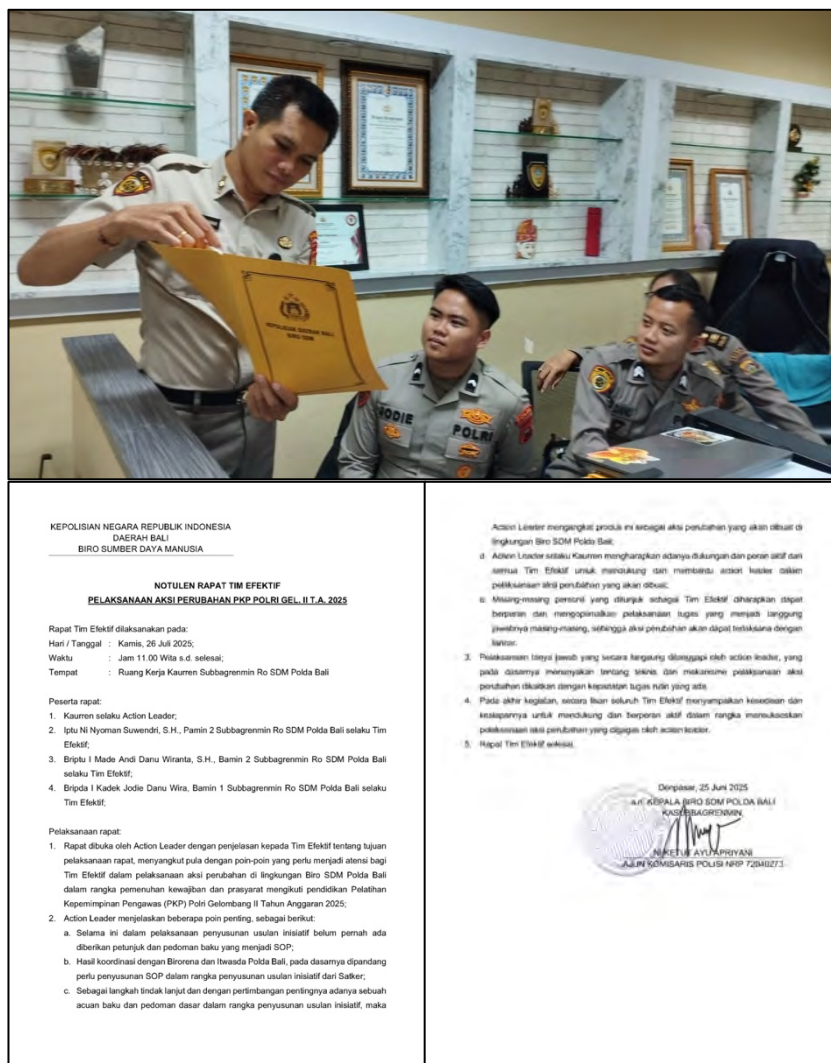 KEPOLISIAN DAERAH BALI
BIRO SDM
JODIE
POLRI
KEPOLISIAN NEGARA REPUBLIK INDONESIA
DAERAH BALI
BIRO SUMBER DAYA MANUSIA
NOTULEN RAPAT TIM EFEKTIF
PELAKSANAAN AKSI PERUBAHAN PKP POLRI GEL. II T.A. 2025
Rapat Tim Efektif dilaksanakan pada:
Hari / Tanggal : Kamis, 26 Juli 2025;
Waktu : Jam 11.00 Wita s.d. selesai;
Tempat : Ruang Kerja Kaurren Subbagrenmin Ro SDM Polda Bali
Peserta rapat:
1. Kaurren selaku Action Leader;
2. Iptu Ni Nyoman Suwendri, S.H., Pamin 2 Subbagrenmin Ro SDM Polda Bali selaku Tim
Efektif;
3. Briptu I Made Andi Danu Wiranta, S.H., Bamin 2 Subbagrenmin Ro SDM Polda Bali
selaku Tim Efektif;
4. Bripda I Kadek Jodie Danu Wira, Bamin 1 Subbagrenmin Ro SDM Polda Bali selaku
Tim Efektif;
Pelaksanaan rapat:
1. Rapat dibuka oleh Action Leader dengan penjelasan kepada Tim Efektif tentang tujuan
pelaksanaan rapat, menyangkut pula dengan poin-poin yang perlu menjadi atensi bagi
Tim Efektif dalam pelaksanaan aksi perubahan di lingkungan Biro SDM Polda Bali
dalam rangka pemenuhan kewajiban dan prasyarat mengikuti pendidikan Pelatihan
Kepemimpinan Pengawas (PKP) Polri Gelombang II Tahun Anggaran 2025;
2. Action Leader menjelaskan beberapa poin penting, sebagai berikut:
a. Selama ini dalam pelaksanaan penyusunan usulan inisiatif belum pernah ada
diberikan petunjuk dan pedoman baku yang menjadi SOP;
b. Hasil koordinasi dengan Birorena dan Itwasda Polda Bali, pada dasarnya dipandang
perlu penyusunan SOP dalam rangka penyusunan usulan inisiatif dari Satker;
c. Sebagai langkah tindak lanjut dan dengan pertimbangan pentingnya adanya sebuah
acuan baku dan pedoman dasar dalam rangka penyusunan usulan inisiatif, maka
Action Leader mengangkat produk ini sebagai aksi perubahan yang akan dibuat di
lingkungan Biro SDM Polda Bali;
d. Action Leader selaku Kaurren mengharapkan adanya dukungan dan peran aktif dari
semua Tim Efektif untuk mendukung dan membantu action leader dalam
pelaksanaan aksi perubahan yang akan dibuat;
e. Masing-masing personil yang ditunjuk sebagai Tim Efektif diharapkan dapat
berperan dan mengoptimalkan pelaksanaan tugas yang menjadi tanggung
jawabnya masing-masing, sehingga aksi perubahan akan dapat terlaksana dengan
lancar.
3. Pelaksanaan tanya jawab yang secara langsung ditanggapi oleh action leader, yang
pada dasarnya menanyakan tentang teknis dan mekanisme pelaksanaan aksi
perubahan dikaitkan dengan kepadatan tugas rutin yang ada.
4. Pada akhir kegiatan, secara lisan seluruh Tim Efektif menyampaikan kesediaan dan
kesiapannya untuk mendukung dan berperan aktif dalam rangka mensukseskan
pelaksanaan aksi perubahan yang digagas oleh action leader.
5. Rapat Tim Efektif selesai.
Denpasar, 25 Juni 2025
a.n. KEPALA BIRO SDM POLDA BALI
KASUBBAGRENMIN
NI KETUT AYU APRIYANI
AJUN KOMISARIS POLISI NRP 72040273